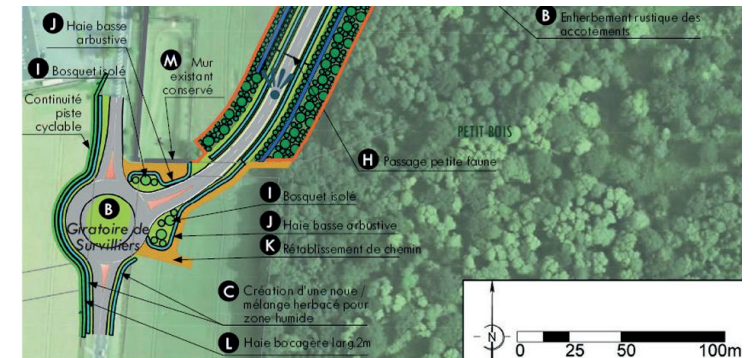 J Haie basse
arbustive
I Bosquet isolé
M Mur
existant
conservé
Continuité
piste
cyclable
B Enherbement rustique des
accotements
PETIT BOIS
H Passage petite faune
I Bosquet isolé
J Haie basse arbustive
K Rétablissement de chemin
B
Giratoire de
Survilliers
C Création d'une noue /
mélange herbacé pour
zone humide
L Haie bocagère larg.2m
N
0 25 50 100m